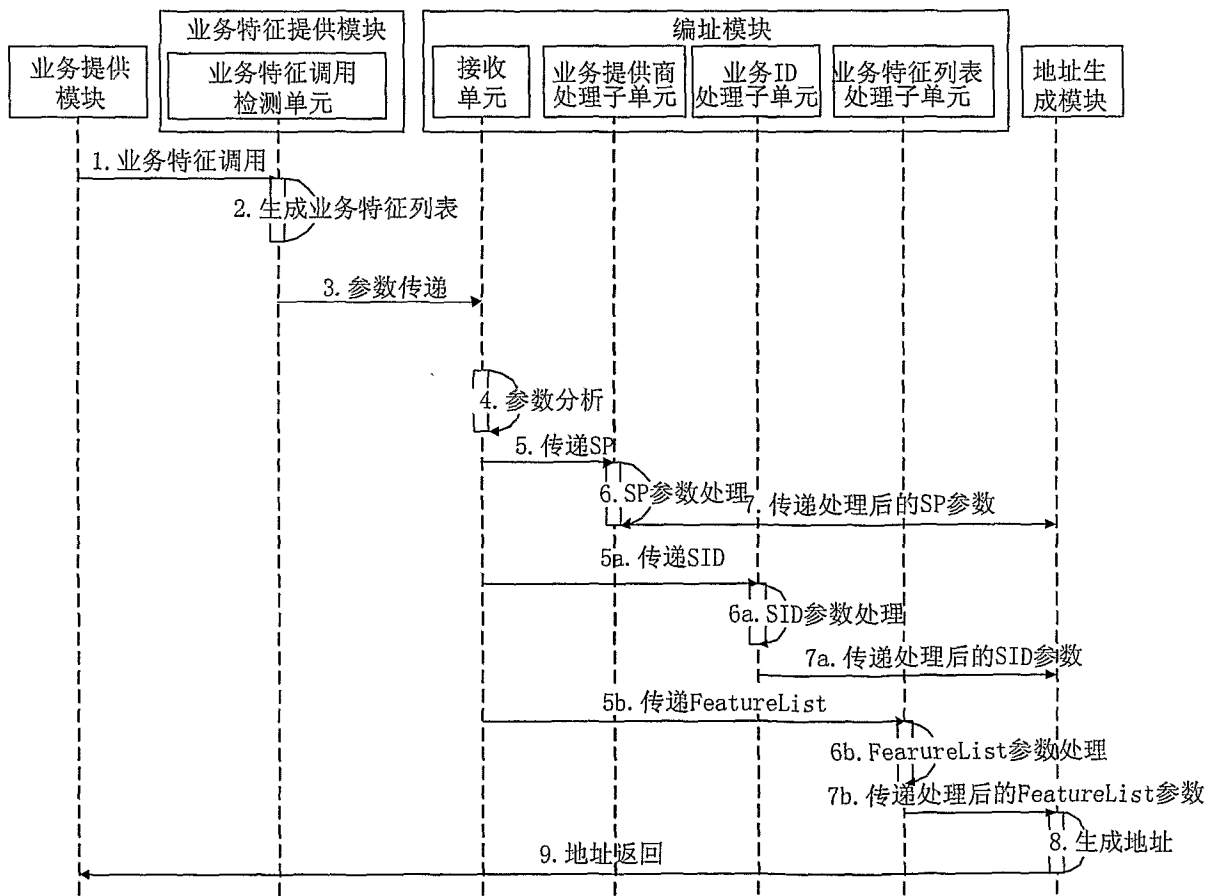 业务特征提供模块
编址模块
业务提供
模块
业务特征调用
检测单元
接收
单元
业务提供商
处理子单元
业务ID
处理子单元
业务特征列表
处理子单元
地址生
成模块
1.业务特征调用
2.生成业务特征列表
3.参数传递
4.参数分析
5.传递SP
6.SP参数处理
7.传递处理后的SP参数
5a.传递SID
6a.SID参数处理
7a.传递处理后的SID参数
5b.传递FeatureList
6b.FearureList参数处理
7b.传递处理后的FeatureList参数
8.生成地址
9.地址返回